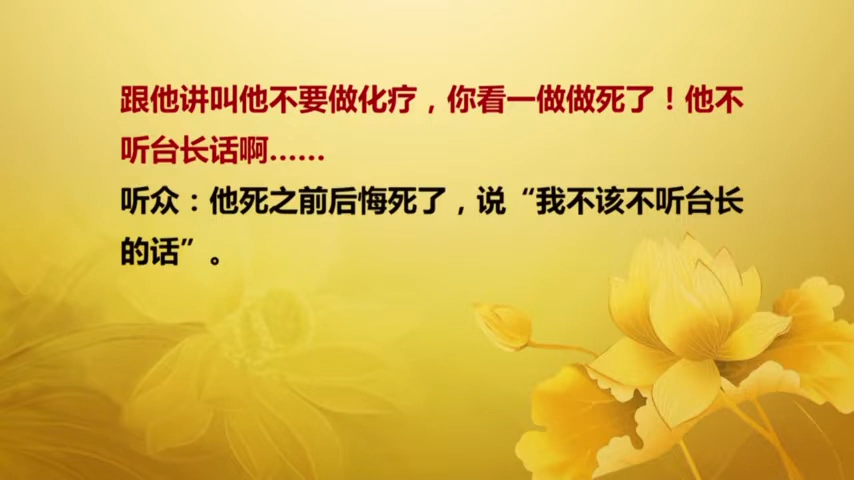 跟他讲叫他不要做化疗，你看一做做死了！他不
听台长话啊……
听众：他死之前后悔死了，说“我不该不听台长
的话”。